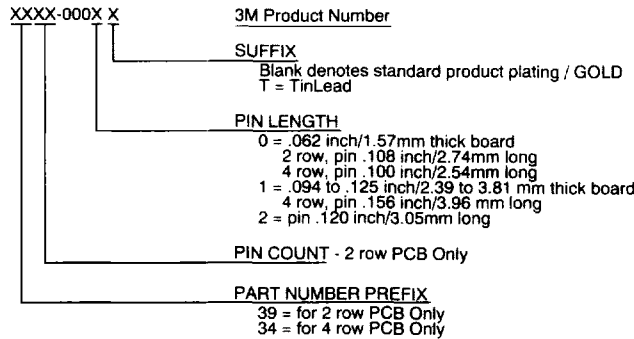 XXXX-000X X 3M Product Number
SUFFIX
Blank denotes standard product plating / GOLD
T = TinLead
PIN LENGTH
0 = .062 inch/1.57mm thick board
2 row, pin .108 inch/2.74mm long
4 row, pin .100 inch/2.54mm long
1 = .094 to .125 inch/2.39 to 3.81 mm thick board
4 row, pin .156 inch/3.96 mm long
2 = pin .120 inch/3.05mm long
PIN COUNT - 2 row PCB Only
PART NUMBER PREFIX
39 = for 2 row PCB Only
34 = for 4 row PCB Only